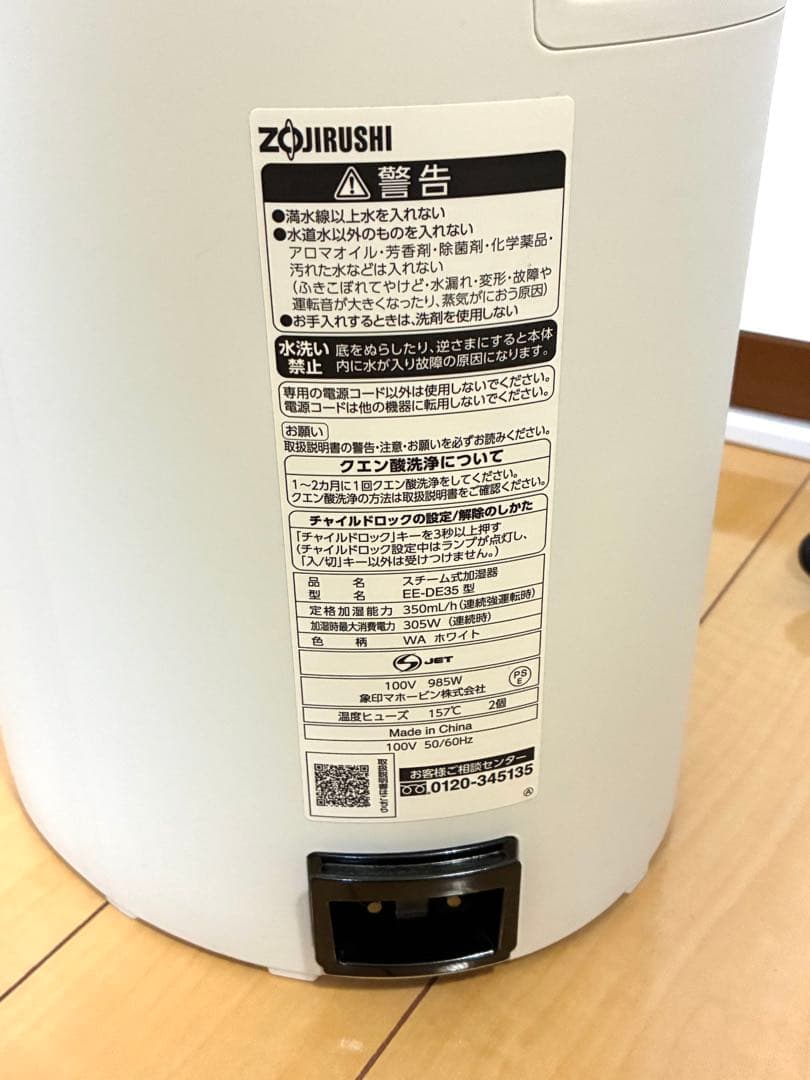 ZOJIRUSHI
警告
●満水線以上水を入れない
●水道水以外のものを入れない
アロマオイル・芳香剤・除菌剤・化学薬品・
汚れた水などは入れない
(ふきこぼれてやけど・水漏れ・変形・故障や
運転音が大きくなったり、蒸気がにおう原因)
●お手入れするときは、洗剤を使用しない
水洗い
禁止
底をぬらしたり、逆さまにすると本体
内に水が入り故障の原因になります。
専用の電源コード以外は使用しないでください。
電源コードは他の機器に転用しないでください。
お願い
取扱説明書の警告・注意・お願いを必ずお読みください。
クエン酸洗浄について
1〜2カ月に1回クエン酸洗浄をしてください。
クエン酸洗浄の方法は取扱説明書をご確認ください。
チャイルドロックの設定/解除のしかた
「チャイルドロック」キーを3秒以上押す
(チャイルドロック設定中はランプが点灯し、
「入/切」キー以外は受けつけません。)
品 名 スチーム式加湿器
型 名 EE-DE35 型
定格加湿能力 350mL/h(連続強運転時)
加湿時最大消費電力 305W(連続時)
色 柄 WA ホワイト
S JET
100V 985W
PS
E
象印マホービン株式会社
温度ヒューズ 157℃ 2個
Made in China
100V 50/60Hz
取扱説明書はこちら
お客様ご相談センター
0120-345135
A